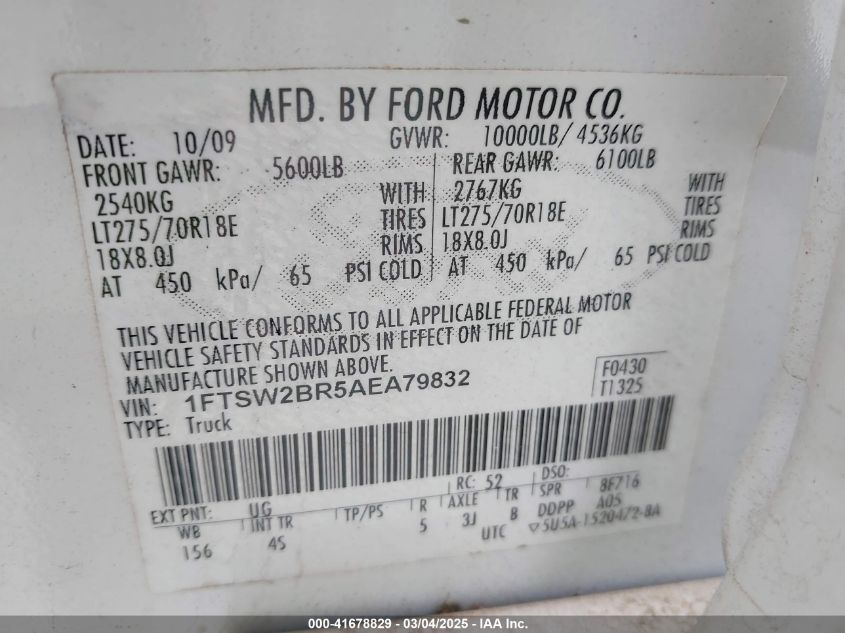 MFD. BY FORD MOTOR CO.
DATE: 10/09 GVWR: 10000LB/ 4536KG
FRONT GAWR: 5600LB REAR GAWR: 6100LB
2540KG WITH 2767KG WITH
LT275/70R18E TIRES LT275/70R18E TIRES
18X8.0J RIMS 18X8.0J RIMS
AT 450 kPa/ 65 PSI COLD AT 450 kPa/ 65 PSI COLD
THIS VEHICLE CONFORMS TO ALL APPLICABLE FEDERAL MOTOR
VEHICLE SAFETY STANDARDS IN EFFECT ON THE DATE OF
MANUFACTURE SHOWN ABOVE.
VIN: 1FTSW2BR5AEA79832 F0430
TYPE: Truck T1325
EXT PNT: UG RC: 52 DSO:
WB INT TR TP/PS R AXLE TR SPR 8F716
156 4S 5 3J B DDPP A05
UTC ▽5U5A-1520472-BA
000-41678829 - 03/04/2025 - IAAI Inc.